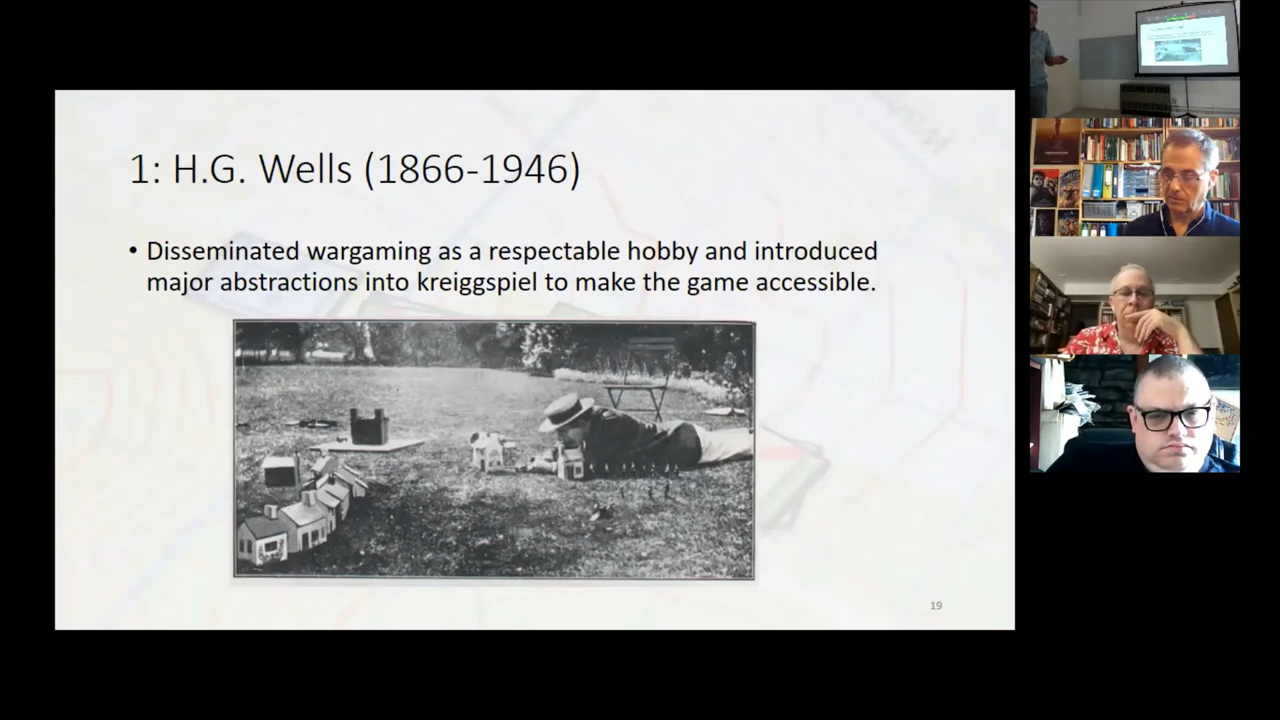 1: H.G. Wells (1866-1946)
• Disseminated wargaming as a respectable hobby and introduced
major abstractions into kreiggspiel to make the game accessible.
19